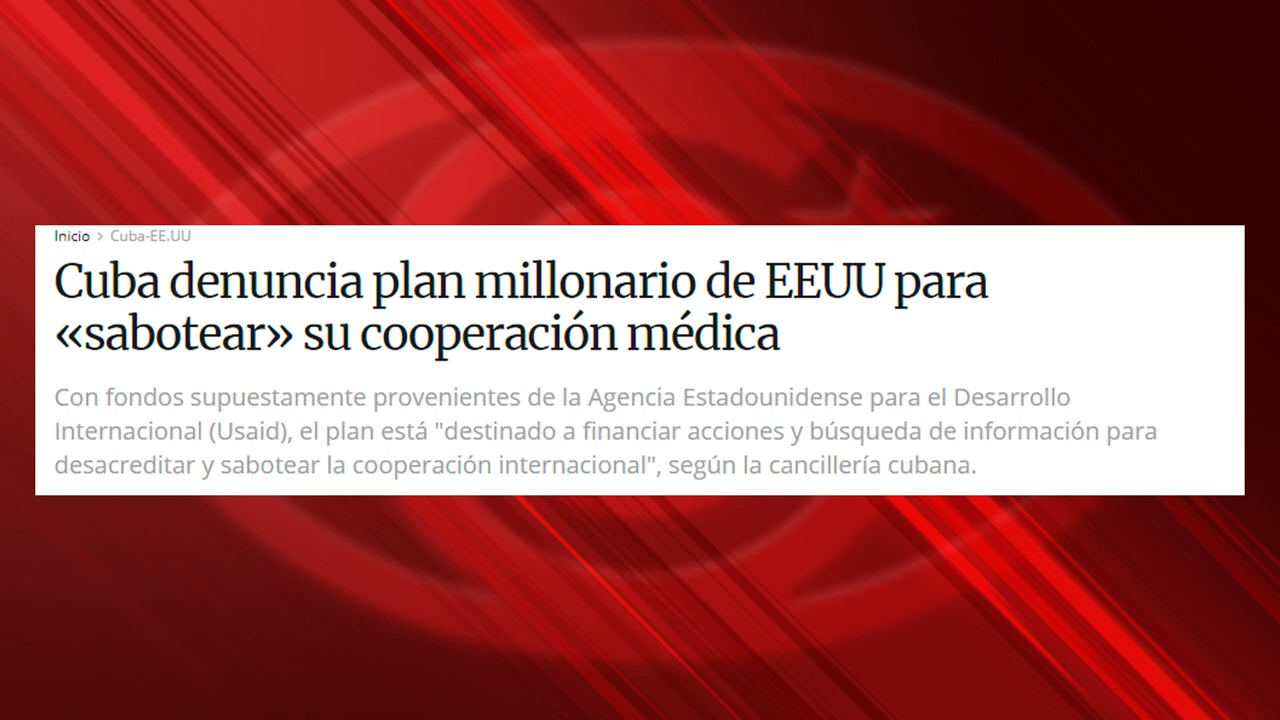 Inicio > Cuba-EE.UU
Cuba denuncia plan millonario de EEUU para
«sabotear» su cooperación médica
Con fondos supuestamente provenientes de la Agencia Estadounidense para el Desarrollo
Internacional (Usaid), el plan está "destinado a financiar acciones y búsqueda de información para
desacreditar y sabotear la cooperación internacional", según la cancillería cubana.